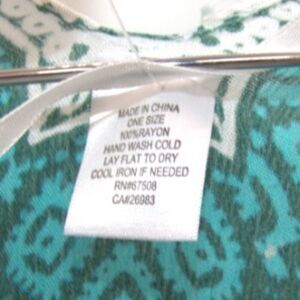 MADE IN CHINA
ONE SIZE
100%RAYON
HAND WASH COLD
LAY FLAT TO DRY
COOL IRON IF NEEDED
RN#67508
CA#26983